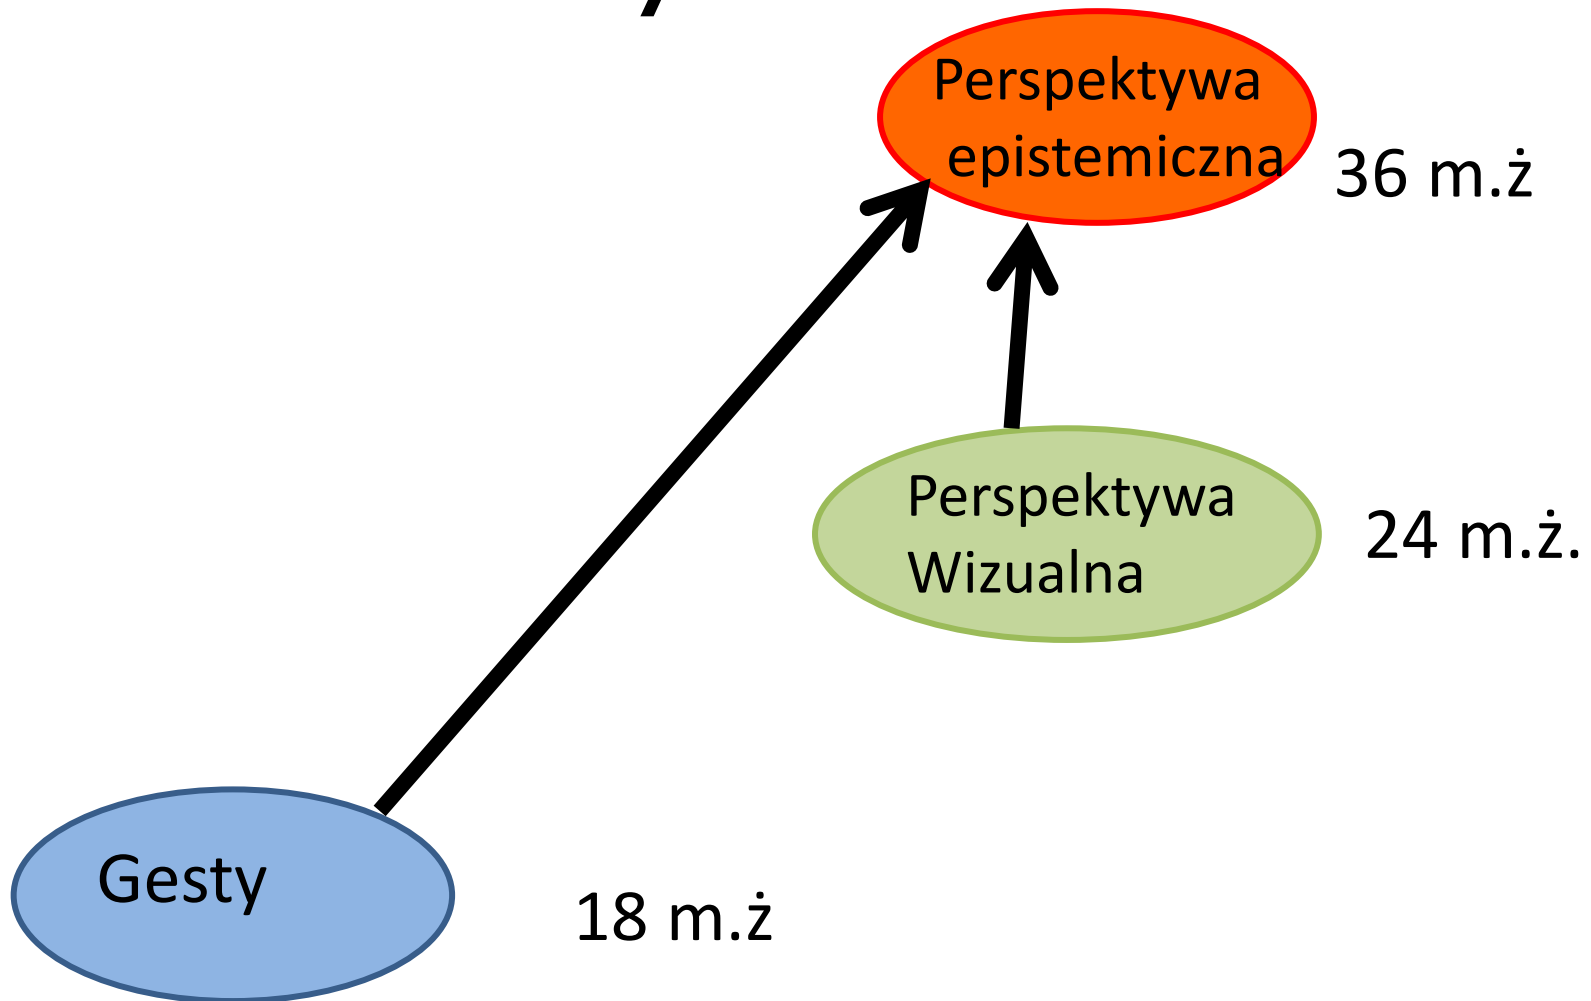 Perspektywa
epistemiczna
36 m.ż
Perspektywa
Wizualna
24 m.ż.
Gesty
18 m.ż